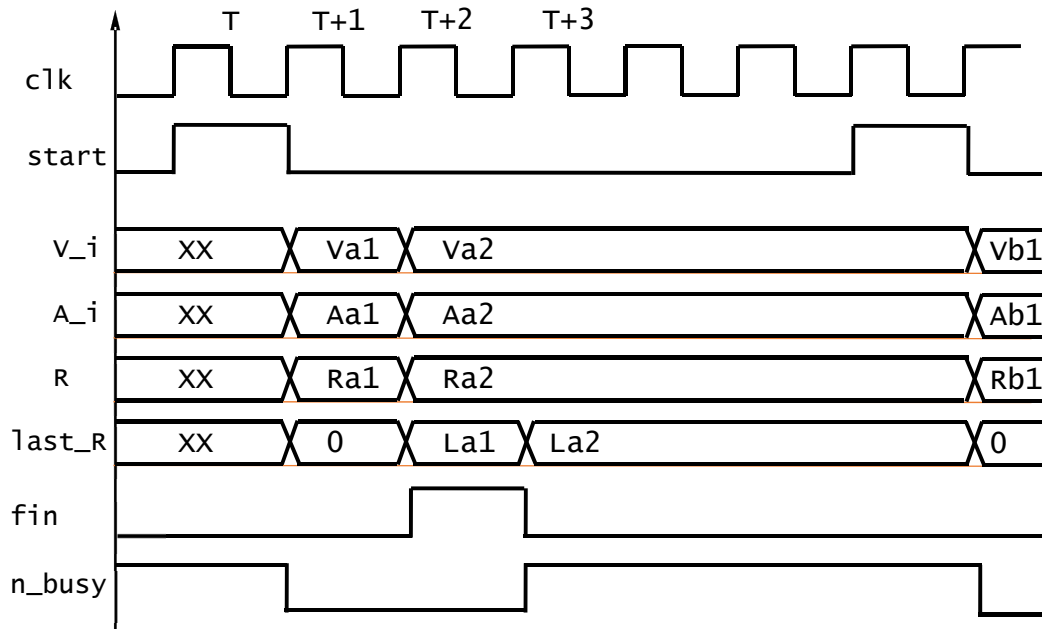 T T+1 T+2 T+3
clk
start
V_i XX Va1 Va2 Vb1
A_i XX Aa1 Aa2 Ab1
R XX Ra1 Ra2 Rb1
last_R XX 0 La1 La2 0
fin
n_busy